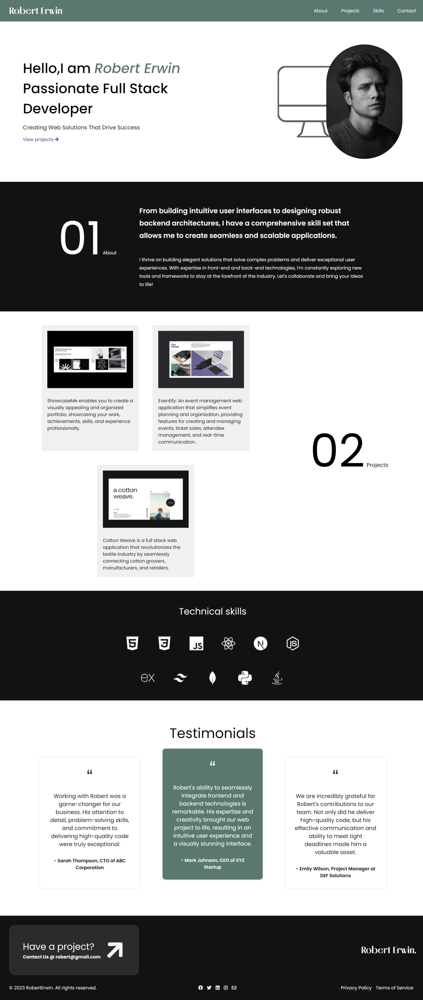 Robert Erwin
About Projects Skills Contact
Hello,I am Robert Erwin
Passionate Full Stack
Developer
Creating Web Solutions That Drive Success
View projects
01 About
From building intuitive user interfaces to designing robust
backend architectures, I have a comprehensive skill set that
allows me to create seamless and scalable applications.
I thrive on building elegant solutions that solve complex problems and deliver exceptional user
experiences. With expertise in front-end and back-end technologies, I'm constantly exploring new
tools and frameworks to stay at the forefront of the industry. Let's collaborate and bring your ideas
to life!
ShowcaseMe enables you to create a
visually appealing and organized
portfolio, showcasing your work,
achievements, skills, and experience
professionally.
Color
Example
Eventify: An event management web
application that simplifies event
planning and organization, providing
features for creating and managing
events, ticket sales, attendee
management, and real-time
communication.
02 Projects
a cotton
weave.
Cotton Weave is a full stack web
application that revolutionizes the
textile industry by seamlessly
connecting cotton growers,
manufacturers, and retailers.
Technical skills
5 3 JS N JS
ex
Testimonials
“
Working with Robert was a
game-changer for our
business. His attention to
detail, problem-solving skills,
and commitment to
delivering high-quality code
were truly exceptional.
- Sarah Thompson, CTO of ABC
Corporation
“
Robert's ability to seamlessly
integrate frontend and
backend technologies is
remarkable. His expertise and
creativity brought our web
project to life, resulting in an
intuitive user experience and
a visually stunning interface.
- Mark Johnson, CEO of XYZ
Startup
“
We are incredibly grateful for
Robert's contributions to our
team. Not only did he deliver
high-quality code, but his
effective communication and
ability to meet tight
deadlines made him a
valuable asset.
- Emily Wilson, Project Manager at
DEF Solutions
Have a project?
Contact Us @ robert@gmail.com
Robert Erwin.
© 2023 RobertErwin. All rights reserved.
Privacy Policy Terms of Service